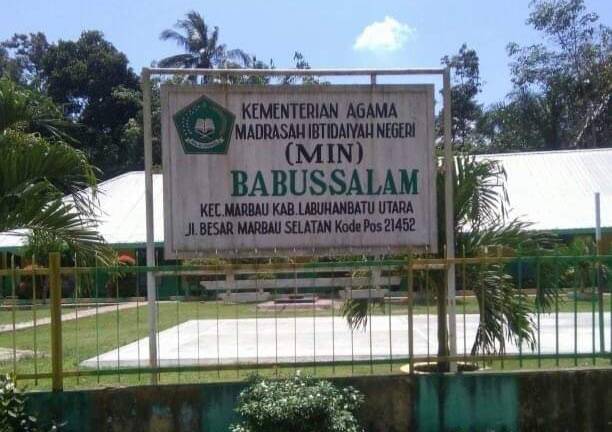 KEMENTERIAN AGAMA
MADRASAH IBTIDAIYAH NEGERI
(MIN)
BABUSSALAM
KEC.MARBAU KAB.LABUHANBATU UTARA
Jl. BESAR MARBAU SELATAN Kode Pos 21452